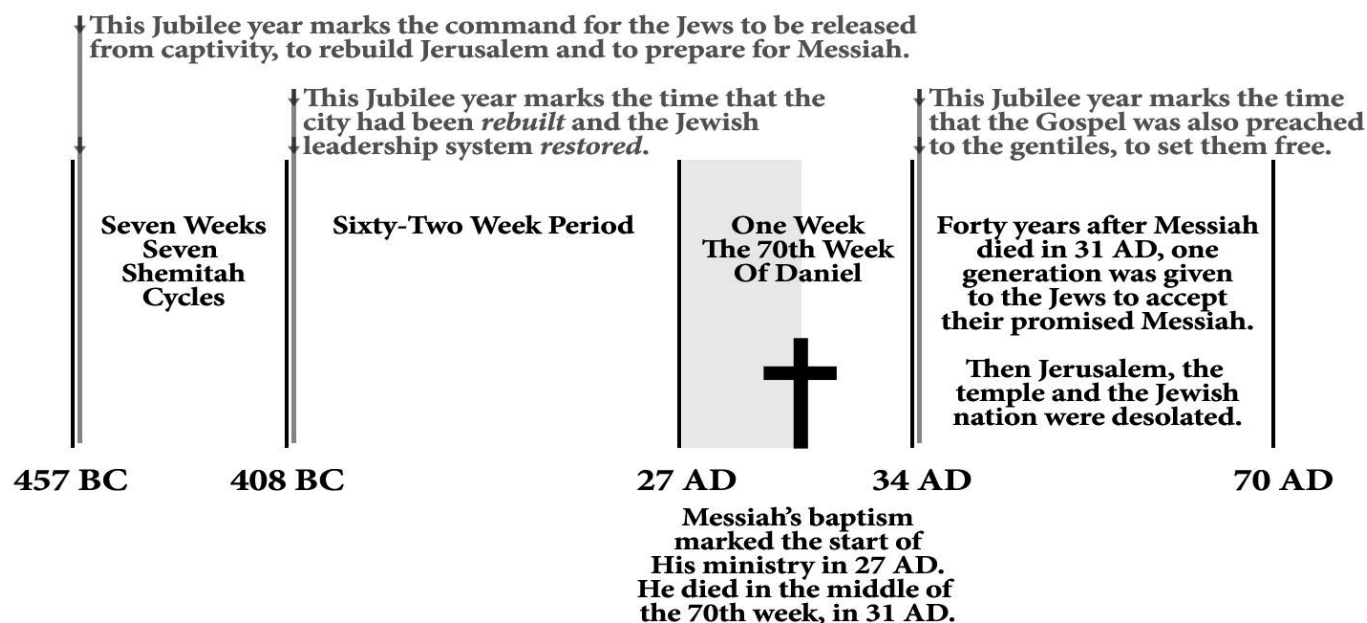 This Jubilee year marks the command for the Jews to be released
from captivity, to rebuild Jerusalem and to prepare for Messiah.
This Jubilee year marks the time that the
city had been rebuilt and the Jewish
leadership system restored.
This Jubilee year marks the time
that the Gospel was also preached
to the gentiles, to set them free.
Seven Weeks
Seven
Shemitah
Cycles
Sixty-Two Week Period
One Week
The 70th Week
Of Daniel
Forty years after Messiah
died in 31 AD, one
generation was given
to the Jews to accept
their promised Messiah.
Then Jerusalem, the
temple and the Jewish
nation were desolated.
457 BC
408 BC
27 AD
34 AD
70 AD
Messiah’s baptism
marked the start of
His ministry in 27 AD.
He died in the middle of
the 70th week, in 31 AD.